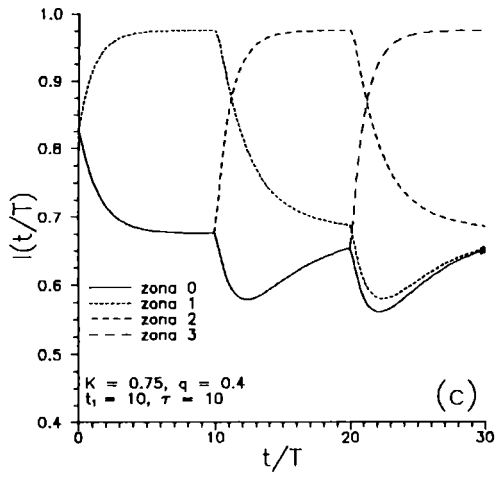 1.0
0.9
0.8
0.7
0.6
0.5
0.4
I(t/T)
zona 0
zona 1
zona 2
zona 3
K = 0.75, q = 0.4
t₁ = 10, τ = 10
(c)
0 10 20 30
t/T